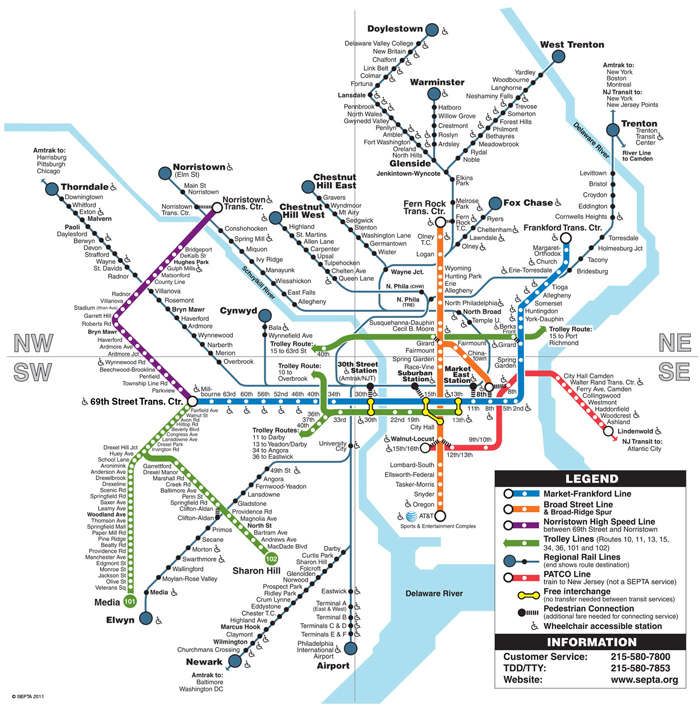 Doylestown
Delaware Valley College
New Britain
Chalfont
Link Belt
Colmar
Fortuna
Lansdale
Pennbrook
North Wales
Gwynedd Valley
Penllyn
Ambler
Fort Washington
Oreland
North Hills
Warminster
Hatboro
Willow Grove
Crestmont
Roslyn
Ardsley
Glenside
Jenkintown-Wyncote
West Trenton
Yardley
Woodbourne
Langhorne
Neshaminy Falls
Trevose
Somerton
Forest Hills
Philmont
Bethayres
Meadowbrook
Rydal
Noble
Elkins
Park
Melrose
Park
Fern
Rock
T.C.
Amtrak to:
New York
Boston
Montreal
NJ Transit to:
New York
New Jersey Points
Trenton
Trenton
Transit
Center
River Line
to Camden
Delaware River
Levittown
Bristol
Croydon
Eddington
Cornwells Heights
Torresdale
Holmesburg Jct
Tacony
Bridesburg
Amtrak to:
Harrisburg
Pittsburgh
Chicago
Thorndale
Downingtown
Whitford
Exton
Malvern
Paoli
Daylesford
Berwyn
Devon
Strafford
Wayne
St. Davids
Radnor
Villanova
Rosemont
Bryn Mawr
Haverford
Ardmore
Wynnewood
Narberth
Merion
Overbrook
Norristown
(Elm St)
Main St
Norristown
Norristown
Trans. Ctr.
Norristown
Trans. Ctr.
Conshohocken
Spring Mill
Miquon
Ivy Ridge
Manayunk
Wissahickon
East Falls
Allegheny
Schuylkill River
Chestnut
Hill East
Gravers
Wyndmoor
Mt Airy
Sedgwick
Stenton
Washington Lane
Germantown
Wister
Wayne Jct.
Chestnut
Hill West
Highland
St. Martins
Allen Lane
Carpenter
Upsal
Tulpehocken
Chelten Ave
Queen Lane
N. Phila (CHW)
N. Phila
(TRE)
Fern Rock
Trans. Ctr.
Olney
T.C.
Logan
Wyoming
Hunting Park
Erie
Allegheny
North Philadelphia
North Broad
Susquehanna-Dauphin
Cecil B. Moore
Temple U.
Girard
Fairmount
Spring Garden
Race-Vine
Fox Chase
Ryers
Cheltenham
Lawndale
Olney
Frankford Trans. Ctr.
Margaret-
Orthodox
Church
Erie-Torresdale
Tioga
Allegheny
Somerset
Huntingdon
York-Dauphin
Berks
Front
Girard
Spring
Garden
Fairmount
China-
town
Trolley Route:
15 to Port
Richmond
Bridgeport
DeKalb St
Hughes Park
Gulph Mills
Matsonford
County Line
Radnor
Villanova
Stadium
Garrett Hill
Roberts Rd
Bryn Mawr
Haverford
Ardmore Ave
Ardmore Jct
Wynnewood Rd
Beechwood-Brookline
Penfield
Township Line Rd
Parkview
Cynwyd
Bala
Wynnefield Ave
Trolley Route:
15 to 63rd St
40th
NW
SW
NE
SE
Trolley Route:
10 to
Overbrook
30th Street
Station
(Amtrak/NJT)
Suburban
Station
Market
East
Station
69th Street Trans. Ctr.
Mill-
bourne
63rd
60th
56th
52nd
46th
40th
34th
30th
15th
13th
11th
8th
8th
5th
2nd
36th
37th
40th
33rd
30th
22nd
19th
15th
City Hall
13th
Trolley Routes:
11 to Darby
13 to Yeadon/Darby
34 to Angora
36 to Eastwick
University
City
Walnut-Locust
15th/16th
9th/10th
12th/13th
City Hall Camden
Walter Rand Trans. Ctr.
Ferry Ave, Camden
Collingswood
Westmont
Haddonfield
Woodcrest
Ashland
Lindenwold
NJ Transit to:
Atlantic City
Lombard-South
Ellsworth-Federal
Tasker-Morris
Snyder
Oregon
AT&T
Sports & Entertainment Complex
Fairfield Ave
Walnut St
Avon Rd
Hilltop Rd
Beverly Blvd
Congress Ave
Lansdowne Ave
Drexel Park
Irvington Rd
Drexel Hill Jct
Huey Ave
School Lane
Aronimink
Anderson Ave
Drexelbrook
Drexeline
Scenic Rd
Springfield Rd
Saxer Ave
Leamy Ave
Woodland Ave
Thomson Ave
Springfield Mall
Paper Mill Rd
Pine Ridge
Beatty Rd
Providence Rd
Manchester Ave
Edgmont St
Monroe St
Jackson St
Olive St
Veterans Sq
Media
101
Garrettford
Drexel Manor
Marshall Rd
Creek Rd
Baltimore Ave
Penn St
Springfield Rd
Clifton-Aldan
Providence Rd
Magnolia Ave
North St
Bartram Ave
Andrews Ave
MacDade Blvd
102
Sharon Hill
49th St
Angora
Fernwood-Yeadon
Lansdowne
Gladstone
Clifton-Aldan
Primos
Secane
Morton
Swarthmore
Wallingford
Moylan-Rose Valley
Media
Elwyn
Darby
Curtis Park
Sharon Hill
Folcroft
Glenolden
Norwood
Prospect Park
Ridley Park
Crum Lynne
Eddystone
Chester T.C.
Highland Ave
Marcus Hook
Claymont
Wilmington
Churchmans Crossing
Newark
Amtrak to:
Baltimore
Washington DC
Eastwick
Terminal A
(East & West)
Terminal B
Terminals C & D
Terminals E & F
Philadelphia
International
Airport
Airport
Delaware River
LEGEND
Market-Frankford Line
Broad Street Line
& Broad-Ridge Spur
Norristown High Speed Line
between 69th Street and Norristown
Trolley Lines (Routes 10, 11, 13, 15,
34, 36, 101 and 102)
Regional Rail Lines
(end shows route destination)
PATCO Line
train to New Jersey (not a SEPTA service)
Free interchange
(no transfer needed between transit services)
Pedestrian Connection
(additional fare needed for connecting service)
Wheelchair accessible station
INFORMATION
Customer Service: 215-580-7800
TDD/TTY: 215-580-7853
Website: www.septa.org
© SEPTA 2011